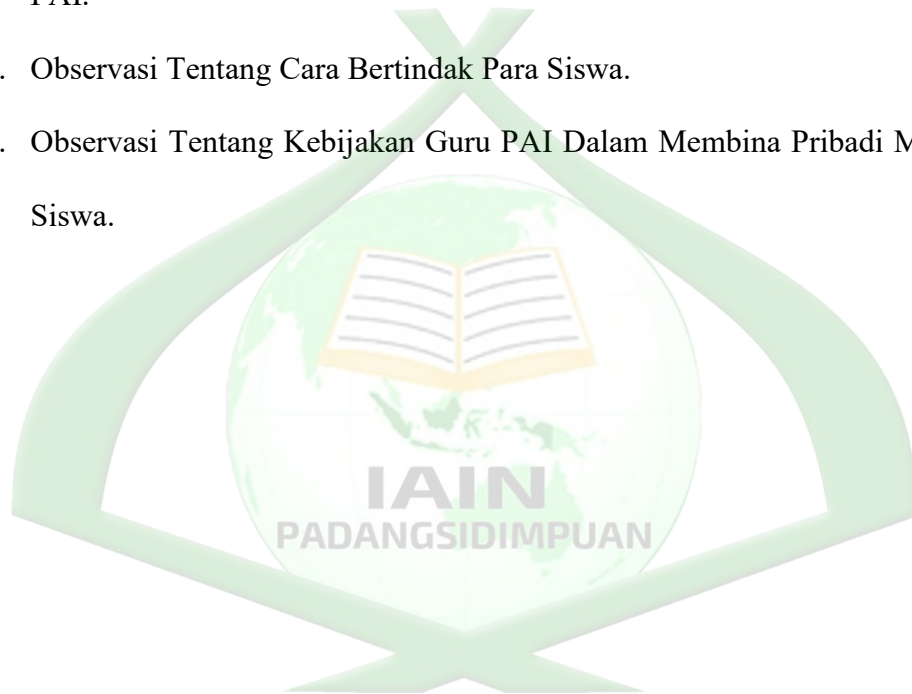 PAI.
. Observasi Tentang Cara Bertindak Para Siswa.
. Observasi Tentang Kebijakan Guru PAI Dalam Membina Pribadi M
Siswa.
IAIN
PADANGSIDIMPUAN